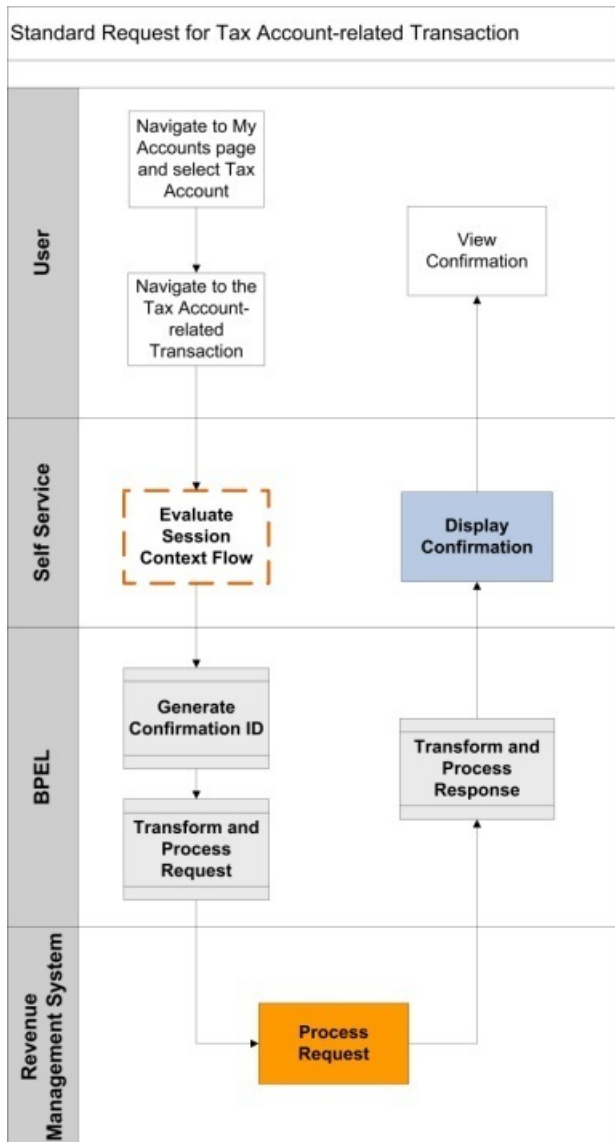 Standard Request for Tax Account-related Transaction
User
Navigate to My
Accounts page
and select Tax
Account
Navigate to the
Tax Account-
related
Transaction
View
Confirmation
Self Service
Evaluate
Session
Context Flow
Display
Confirmation
BPEL
Generate
Confirmation ID
Transform and
Process
Request
Transform and
Process
Response
Revenue
Management System
Process
Request